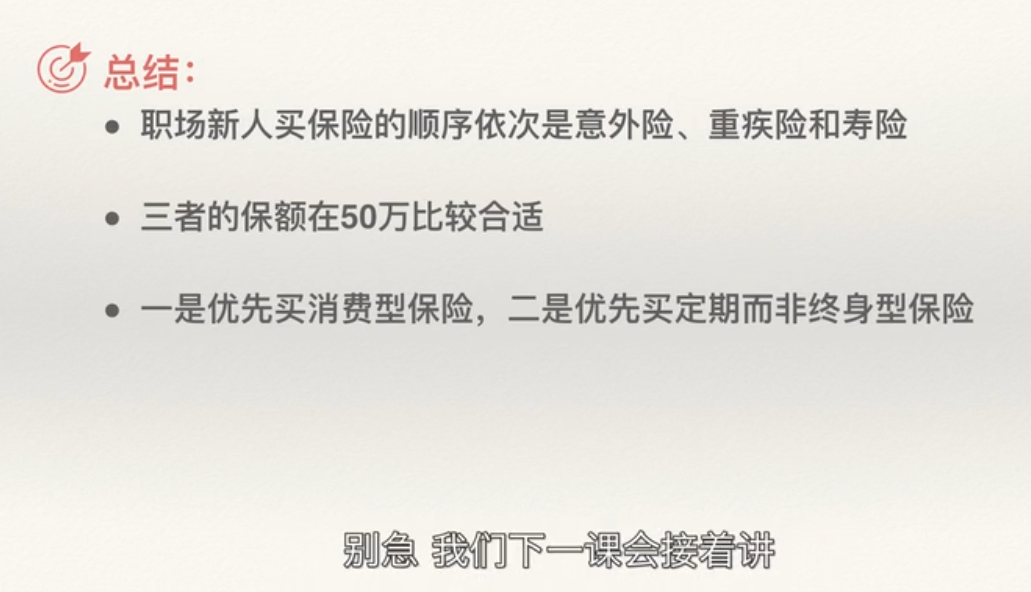 总结：
• 职场新人买保险的顺序依次是意外险、重疾险和寿险
• 三者的保额在50万比较合适
• 一是优先买消费型保险，二是优先买定期而非终身型保险
别急 我们下一课会接着讲